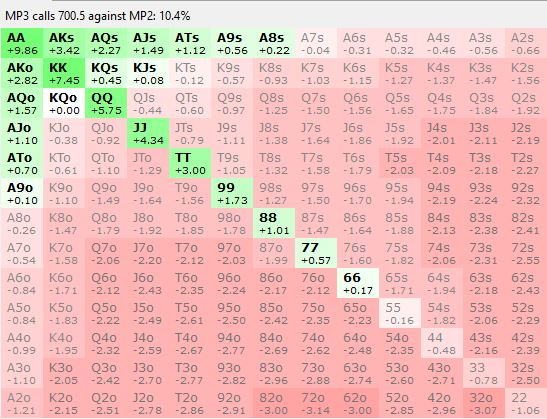 MP3 calls 700.5 against MP2: 10.4%
AA AKs AQs AJs ATs A9s A8s A7s A6s A5s A4s A3s A2s
+9.86 +3.42 +2.27 +1.49 +1.12 +0.56 +0.22 -0.04 -0.31 -0.32 -0.46 -0.56 -0.66
AKo KK KQs KJs KTs K9s K8s K7s K6s K5s K4s K3s K2s
+2.82 +7.45 +0.45 +0.08 -0.12 -0.57 -0.93 -1.03 -1.15 -1.27 -1.37 -1.47 -1.56
AQo KQo QQ QJs QTs Q9s Q8s Q7s Q6s Q5s Q4s Q3s Q2s
+1.57 +0.00 +5.75 -0.44 -0.60 -0.97 -1.25 -1.50 -1.56 -1.65 -1.75 -1.84 -1.92
AJo KJo QJo JJ JTs J9s J8s J7s J6s J5s J4s J3s J2s
+1.10 -0.38 -0.92 +4.34 -0.79 -1.11 -1.38 -1.64 -1.86 -1.92 -2.01 -2.11 -2.19
ATo KTo QTo JTo TT T9s T8s T7s T6s T5s T4s T3s T2s
+0.70 -0.61 -1.10 -1.29 +3.00 -1.05 -1.32 -1.58 -1.79 -2.03 -2.09 -2.18 -2.27
A9o K9o Q9o J9o T9o 99 98s 97s 96s 95s 94s 93s 92s
+0.10 -1.10 -1.49 -1.64 -1.56 +1.73 -1.27 -1.50 -1.70 -1.94 -2.19 -2.24 -2.32
A8o K8o Q8o J8o T8o 98o 88 87s 86s 85s 84s 83s 82s
-0.26 -1.47 -1.79 -1.92 -1.85 -1.78 +1.01 -1.47 -1.64 -1.88 -2.13 -2.38 -2.41
A7o K7o Q7o J7o T7o 97o 87o 77 76s 75s 74s 73s 72s
-0.54 -1.58 -2.06 -2.20 -2.12 -2.03 -1.99 +0.57 -1.60 -1.82 -2.06 -2.31 -2.55
A6o K6o Q6o J6o T6o 96o 86o 76o 66 65s 64s 63s 62s
-0.84 -1.71 -2.12 -2.43 -2.35 -2.24 -2.17 -2.12 +0.17 -1.71 -1.94 -2.18 -2.43
A5o K5o Q5o J5o T5o 95o 85o 75o 65o 55 54s 53s 52s
-0.84 -1.83 -2.22 -2.49 -2.61 -2.50 -2.42 -2.35 -2.23 -0.16 -1.82 -2.06 -2.29
A4o K4o Q4o J4o T4o 94o 84o 74o 64o 54o 44 43s 42s
-0.99 -1.95 -2.32 -2.59 -2.67 -2.77 -2.69 -2.62 -2.48 -2.35 -0.48 -2.16 -2.39
A3o K3o Q3o J3o T3o 93o 83o 73o 63o 53o 43o 33 32s
-1.10 -2.05 -2.42 -2.70 -2.77 -2.82 -2.96 -2.88 -2.74 -2.60 -2.71 -0.78 -2.50
A2o K2o Q2o J2o T2o 92o 82o 72o 62o 52o 42o 32o 22
-1.21 -2.15 -2.51 -2.78 -2.86 -2.91 -3.00 -3.14 -3.00 -2.85 -2.96 -3.00 -1.06